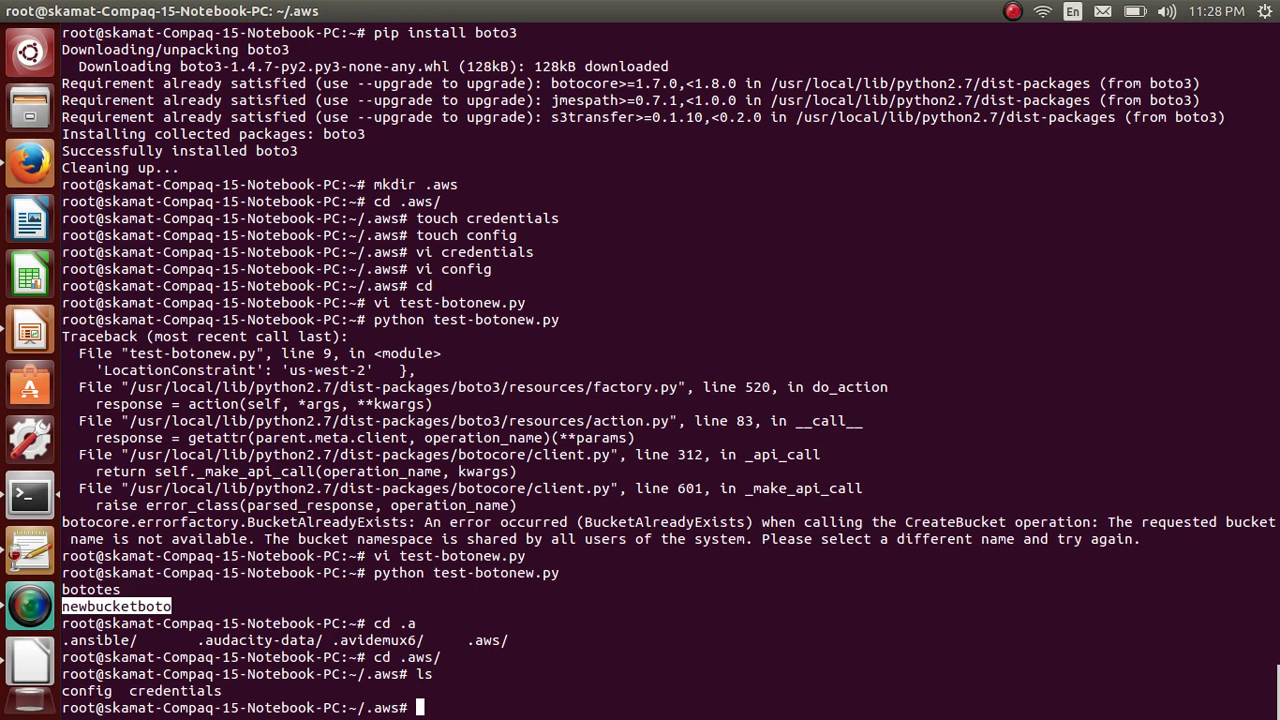 root@skamat-Compaq-15-Notebook-PC: ~/.aws
En
11:28 PM
root@skamat-Compaq-15-Notebook-PC:~# pip install boto3
Downloading/unpacking boto3
  Downloading boto3-1.4.7-py2.py3-none-any.whl (128kB): 128kB downloaded
Requirement already satisfied (use --upgrade to upgrade): botocore>=1.7.0,<1.8.0 in /usr/local/lib/python2.7/dist-packages (from boto3)
Requirement already satisfied (use --upgrade to upgrade): jmespath>=0.7.1,<1.0.0 in /usr/local/lib/python2.7/dist-packages (from boto3)
Requirement already satisfied (use --upgrade to upgrade): s3transfer>=0.1.10,<0.2.0 in /usr/local/lib/python2.7/dist-packages (from boto3)
Installing collected packages: boto3
Successfully installed boto3
Cleaning up...
root@skamat-Compaq-15-Notebook-PC:~# mkdir .aws
root@skamat-Compaq-15-Notebook-PC:~# cd .aws/
root@skamat-Compaq-15-Notebook-PC:~/.aws# touch credentials
root@skamat-Compaq-15-Notebook-PC:~/.aws# touch config
root@skamat-Compaq-15-Notebook-PC:~/.aws# vi credentials
root@skamat-Compaq-15-Notebook-PC:~/.aws# vi config
root@skamat-Compaq-15-Notebook-PC:~/.aws# cd
root@skamat-Compaq-15-Notebook-PC:~# vi test-botonew.py
root@skamat-Compaq-15-Notebook-PC:~# python test-botonew.py
Traceback (most recent call last):
  File "test-botonew.py", line 9, in <module>
    'LocationConstraint': 'us-west-2'   },
  File "/usr/local/lib/python2.7/dist-packages/boto3/resources/factory.py", line 520, in do_action
    response = action(self, *args, **kwargs)
  File "/usr/local/lib/python2.7/dist-packages/boto3/resources/action.py", line 83, in __call__
    response = getattr(parent.meta.client, operation_name)(**params)
  File "/usr/local/lib/python2.7/dist-packages/botocore/client.py", line 312, in _api_call
    return self._make_api_call(operation_name, kwargs)
  File "/usr/local/lib/python2.7/dist-packages/botocore/client.py", line 601, in _make_api_call
    raise error_class(parsed_response, operation_name)
botocore.errorfactory.BucketAlreadyExists: An error occurred (BucketAlreadyExists) when calling the CreateBucket operation: The requested bucket
 name is not available. The bucket namespace is shared by all users of the system. Please select a different name and try again.
root@skamat-Compaq-15-Notebook-PC:~# vi test-botonew.py
root@skamat-Compaq-15-Notebook-PC:~# python test-botonew.py
bototes
newbucketboto
root@skamat-Compaq-15-Notebook-PC:~# cd .a
.ansible/       .audacity-data/ .avidemux6/     .aws/
root@skamat-Compaq-15-Notebook-PC:~# cd .aws/
root@skamat-Compaq-15-Notebook-PC:~/.aws# ls
config  credentials
root@skamat-Compaq-15-Notebook-PC:~/.aws#